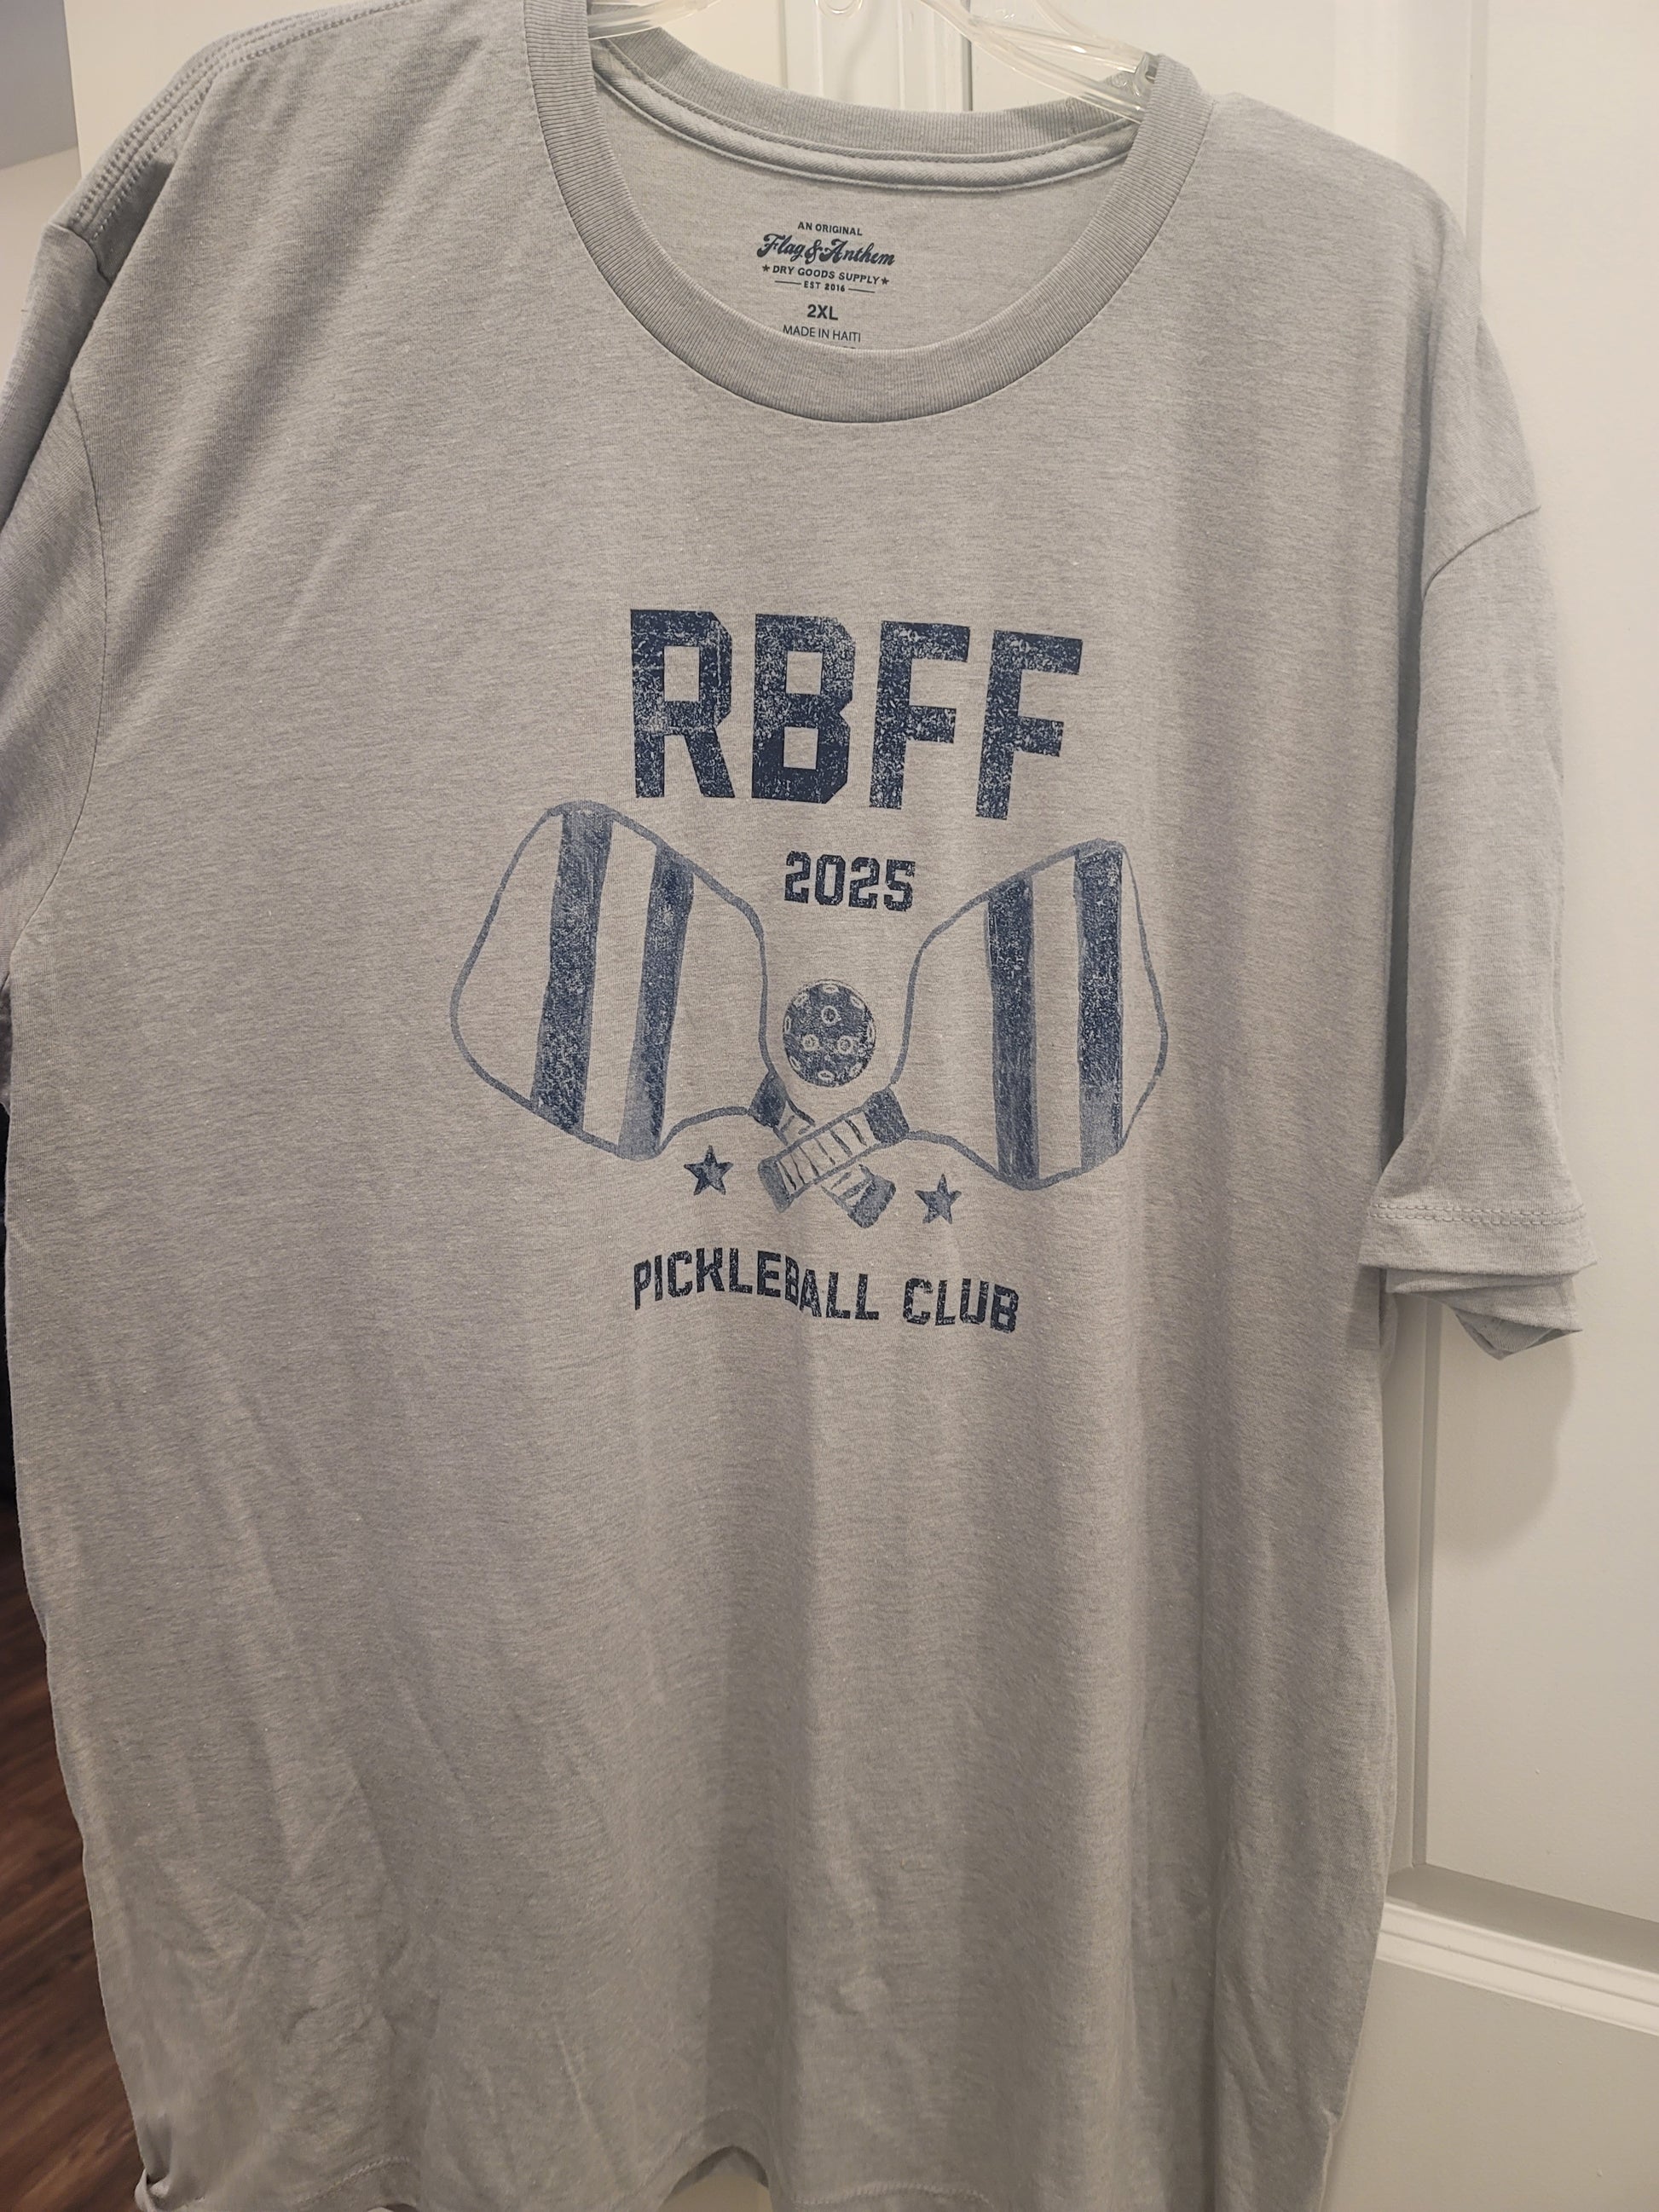 AN ORIGINAL
Flag & Anthem
DRY GOODS SUPPLY
EST 2016
2XL
MADE IN HAITI
RBFF
2025
PICKLEBALL CLUB